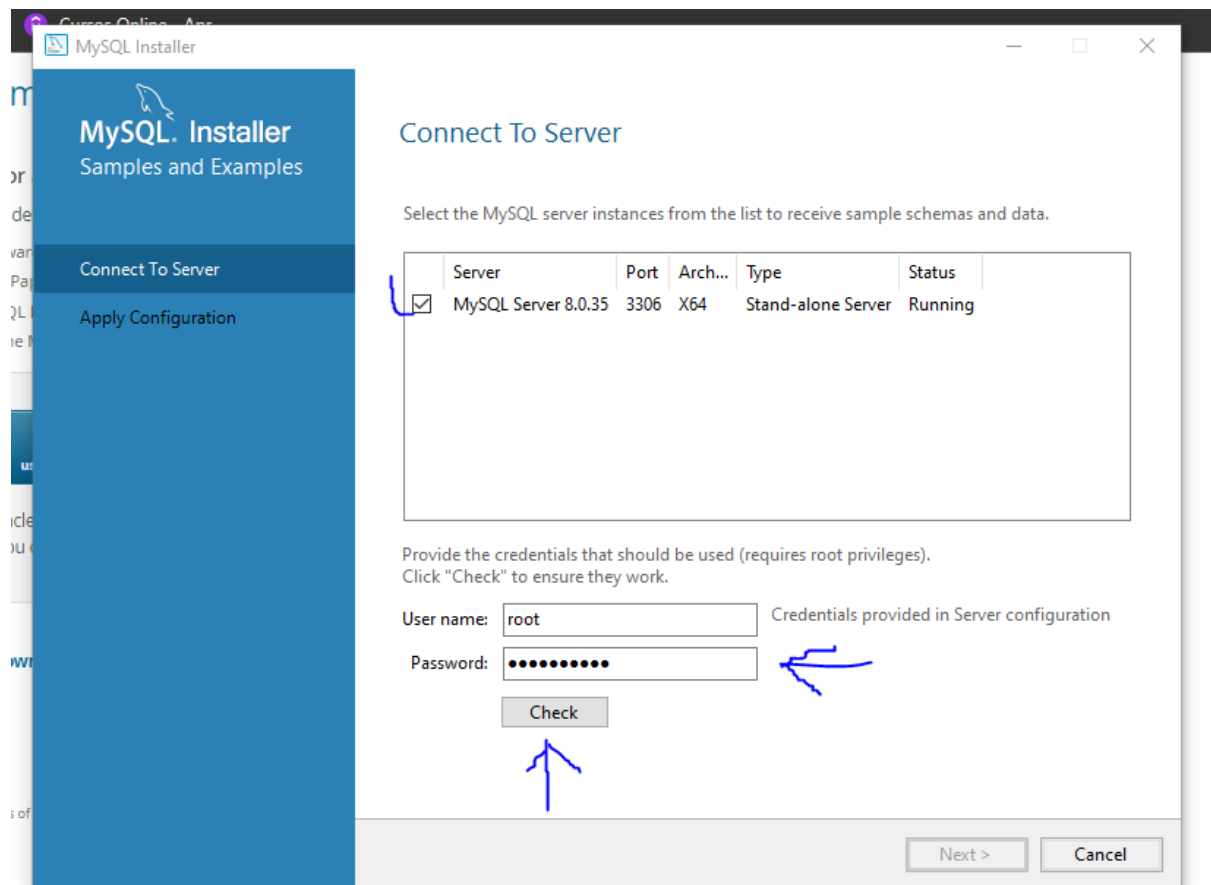 Cursos Online - Apr
MySQL Installer
MySQL. Installer
Samples and Examples
Connect To Server
Apply Configuration
Connect To Server
Select the MySQL server instances from the list to receive sample schemas and data.
Server Port Arch... Type Status
MySQL Server 8.0.35 3306 X64 Stand-alone Server Running
Provide the credentials that should be used (requires root privileges).
Click "Check" to ensure they work.
User name: root Credentials provided in Server configuration
Password: ●●●●●●●●●●
Check
Next > Cancel